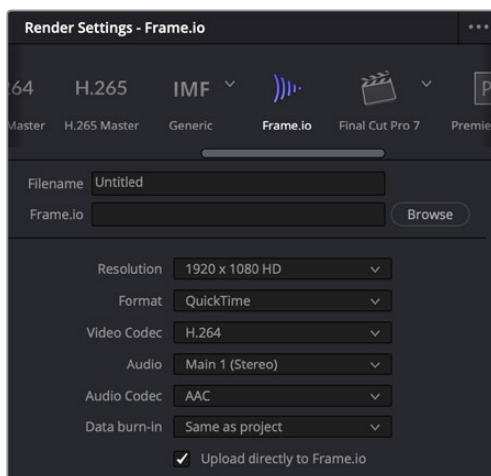 Render Settings - Frame.io
264 H.265 IMF
Master H.265 Master Generic Frame.io Final Cut Pro 7 Premie
Filename Untitled
Frame.io Browse
Resolution 1920 x 1080 HD
Format QuickTime
Video Codec H.264
Audio Main 1 (Stereo)
Audio Codec AAC
Data burn-in Same as project
Upload directly to Frame.io